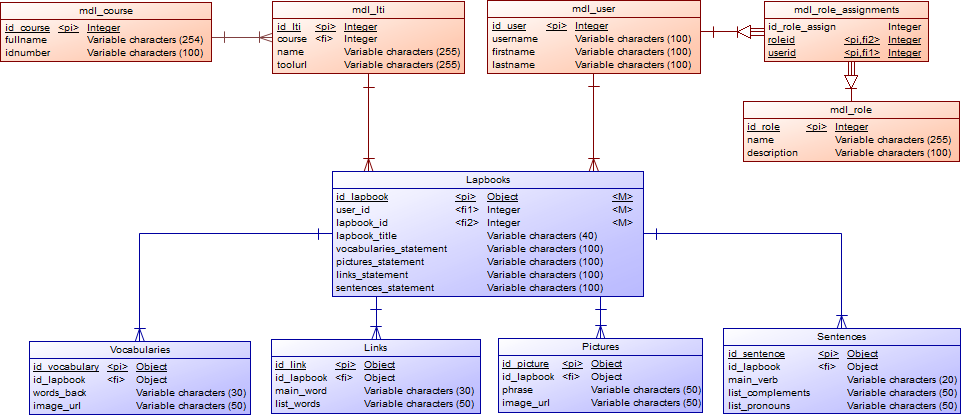 mdl_course
id_course <pi> Integer
fullname Variable characters (254)
idnumber Variable characters (100)
mdl_lti
id_lti <pi> Integer
course <fi> Integer
name Variable characters (255)
toolurl Variable characters (255)
mdl_user
id_user <pi> Integer
username Variable characters (100)
firstname Variable characters (100)
lastname Variable characters (100)
mdl_role_assignments
id_role_assign Integer
roleid <pi,fi2> Integer
userid <pi,fi1> Integer
mdl_role
id_role <pi> Integer
name Variable characters (255)
description Variable characters (100)
Lapbooks
id_lapbook <pi> Object <M>
user_id <fi1> Integer <M>
lapbook_id <fi2> Integer <M>
lapbook_title Variable characters (40)
vocabularies_statement Variable characters (100)
pictures_statement Variable characters (100)
links_statement Variable characters (100)
sentences_statement Variable characters (100)
Vocabularies
id_vocabulary <pi> Object
id_lapbook <fi> Object
words_back Variable characters (30)
image_url Variable characters (50)
Links
id_link <pi> Object
id_lapbook <fi> Object
main_word Variable characters (30)
list_words Variable characters (50)
Pictures
id_picture <pi> Object
id_lapbook <fi> Object
phrase Variable characters (50)
image_url Variable characters (50)
Sentences
id_sentence <pi> Object
id_lapbook <fi> Object
main_verb Variable characters (20)
list_complements Variable characters (50)
list_pronouns Variable characters (50)